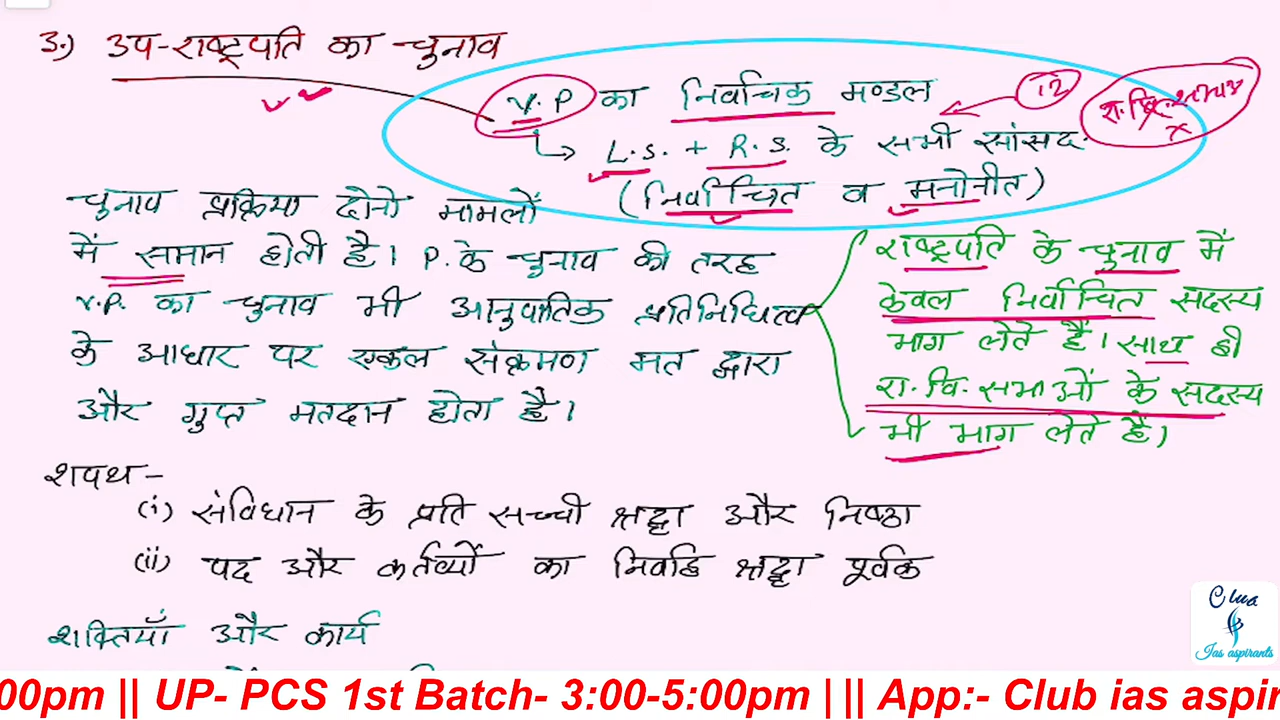 3.) उप-राष्ट्रपति का चुनाव
V.P का निर्वाचक मण्डल
12
L.S. + R.S. के सभी सांसद
(निर्वाचित व मनोनीत)
चुनाव प्रक्रिया दोनो मामलों
में समान होती है। P. के चुनाव की तरह
V.P. का चुनाव भी आनुपातिक प्रतिनिधित्व
के आधार पर एकल संक्रमण मत द्वारा
और गुप्त मतदान होता है।
राष्ट्रपति के चुनाव में
केवल निर्वाचित सदस्य
भाग लेते हैं। साथ ही
रा. वि. सभाओं के सदस्य
भी भाग लेते हैं।
शपथ-
(i) संविधान के प्रति सच्ची श्रद्धा और निष्ठा
(ii) पद और कर्तव्यों का निर्वाह श्रद्धा पूर्वक
शक्तियाँ और कार्य
Club
Ias aspirants
:00pm || UP- PCS 1st Batch- 3:00-5:00pm | || App:- Club ias aspir